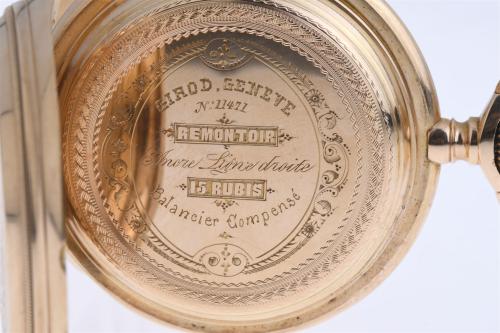 GIROD, GENEVE
No. 11411
REMONTOIR
Ancre Ligne droite
15 RUBIS
Balancier Compensé